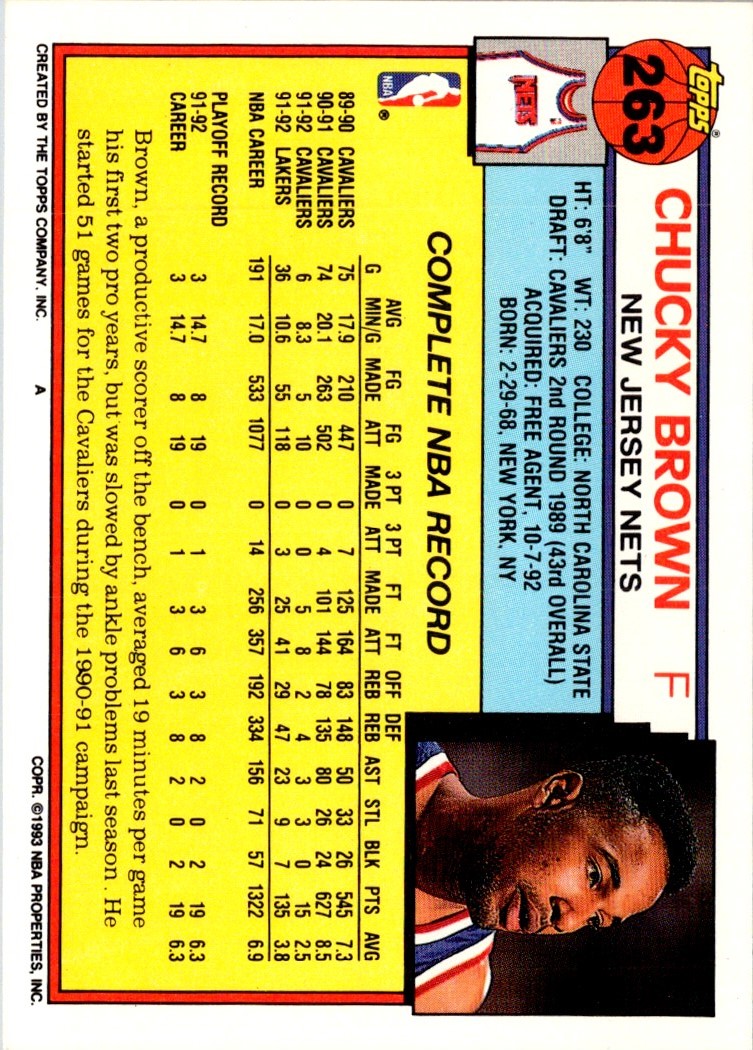 topps®
263
CHUCKY BROWN F
NEW JERSEY NETS
NETS
HT: 6'8" WT: 230 COLLEGE: NORTH CAROLINA STATE
DRAFT: CAVALIERS 2nd ROUND 1989 (43rd OVERALL)
ACQUIRED: FREE AGENT, 10-7-92
BORN: 2-29-68, NEW YORK, NY
NBA ®
COMPLETE NBA RECORD
AVG FG FG 3 PT 3 PT FT FT OFF DEF
G MIN/G MADE ATT MADE ATT MADE ATT REB REB AST STL BLK PTS AVG
89-90 CAVALIERS 75 17.9 210 447 0 7 125 164 83 148 50 33 26 545 7.3
90-91 CAVALIERS 74 20.1 263 502 0 4 101 144 78 135 80 26 24 627 8.5
91-92 CAVALIERS 6 8.3 5 10 0 0 5 8 2 4 3 3 0 15 2.5
91-92 LAKERS 36 10.6 55 118 0 3 25 41 29 47 23 9 7 135 3.8
NBA CAREER 191 17.0 533 1077 0 14 256 357 192 334 156 71 57 1322 6.9
PLAYOFF RECORD
91-92 3 14.7 8 19 0 1 3 6 3 8 2 0 2 19 6.3
CAREER 3 14.7 8 19 0 1 3 6 3 8 2 0 2 19 6.3
Brown, a productive scorer off the bench, averaged 19 minutes per game
his first two pro years, but was slowed by ankle problems last season . He
started 51 games for the Cavaliers during the 1990-91 campaign.
CREATED BY THE TOPPS COMPANY, INC. A COPR. ©1993 NBA PROPERTIES, INC.